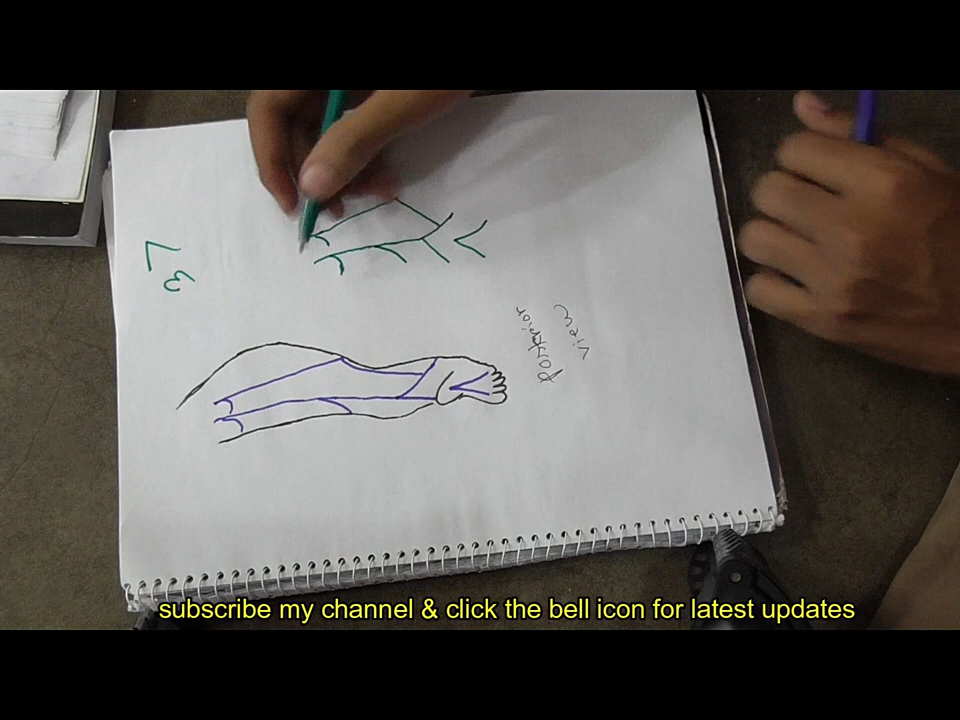 Posterior
view
subscribe my channel & click the bell icon for latest updates